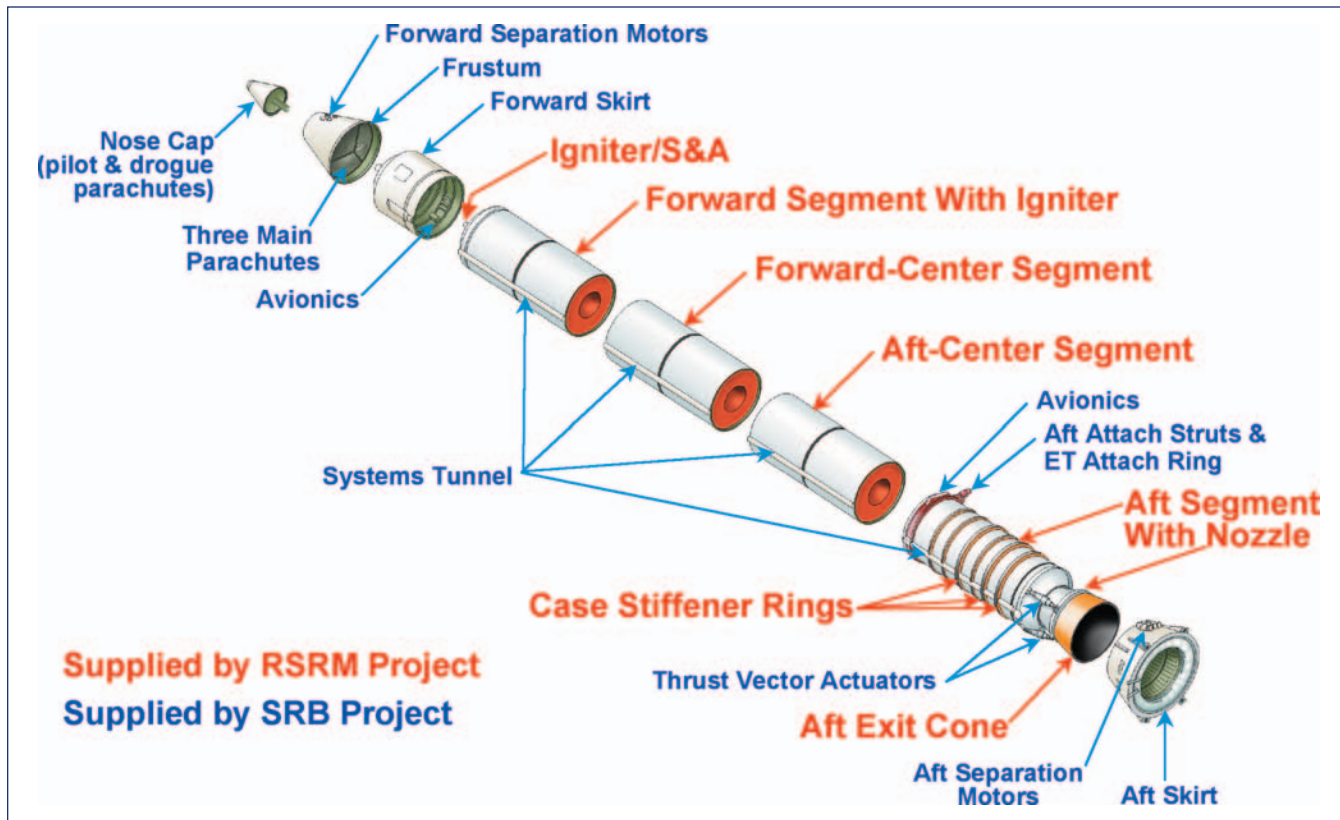 Forward Separation Motors
Frustum
Forward Skirt
Nose Cap
(pilot & drogue
parachutes)
Igniter/S&A
Forward Segment With Igniter
Three Main
Parachutes
Avionics
Forward-Center Segment
Aft-Center Segment
Avionics
Aft Attach Struts &
ET Attach Ring
Systems Tunnel
Aft Segment
With Nozzle
Case Stiffener Rings
Supplied by RSRM Project
Supplied by SRB Project
Thrust Vector Actuators
Aft Exit Cone
Aft Separation
Motors
Aft Skirt